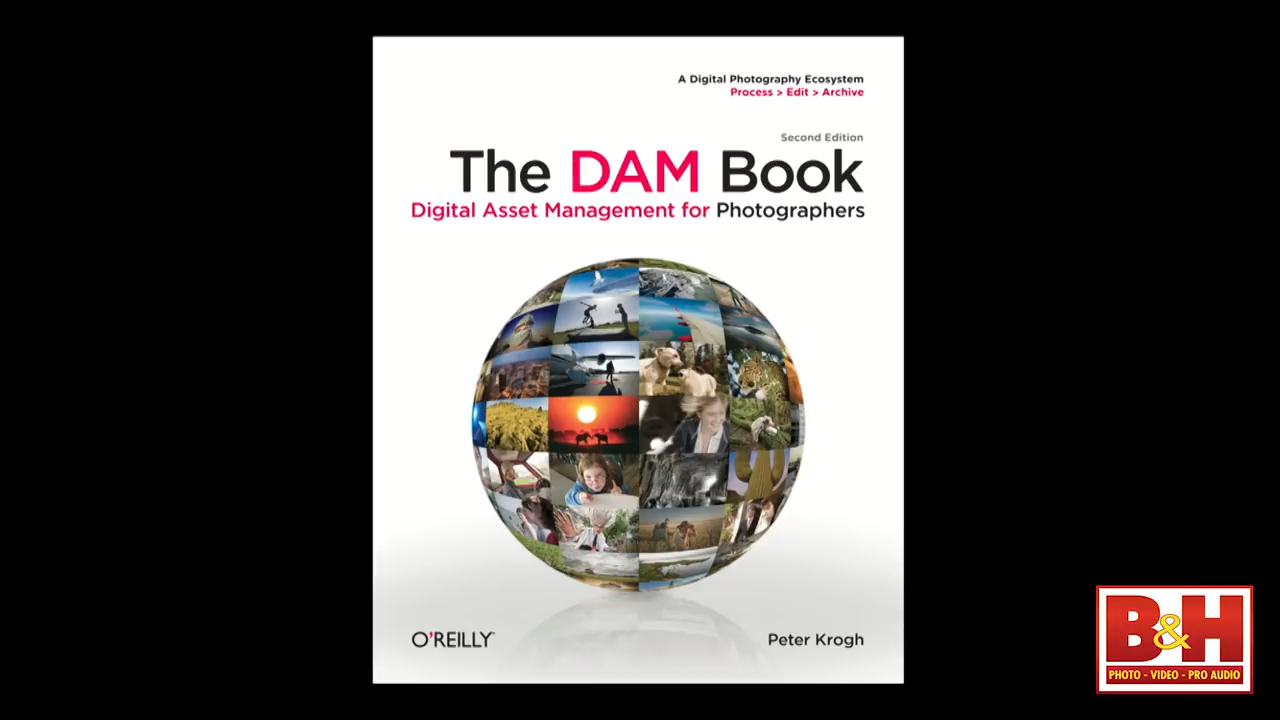 A Digital Photography Ecosystem
Process > Edit > Archive
Second Edition
The DAM Book
Digital Asset Management for Photographers
O'REILLY™
Peter Krogh
B&H
PHOTO - VIDEO - PRO AUDIO